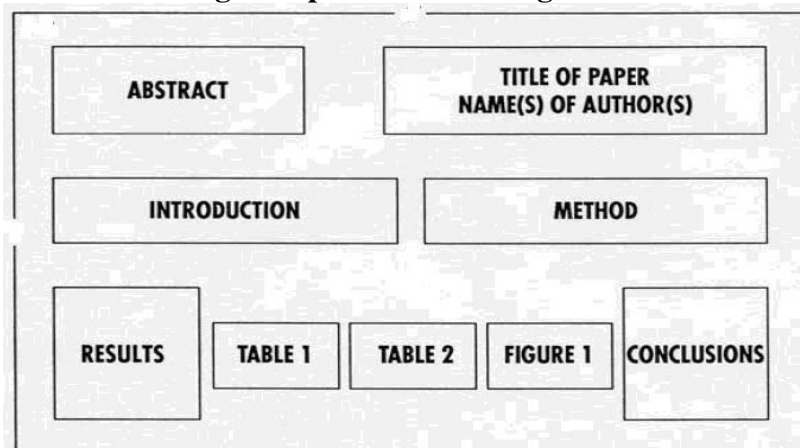 ABSTRACT
TITLE OF PAPER
NAME(S) OF AUTHOR(S)
INTRODUCTION
METHOD
RESULTS
TABLE 1
TABLE 2
FIGURE 1
CONCLUSIONS